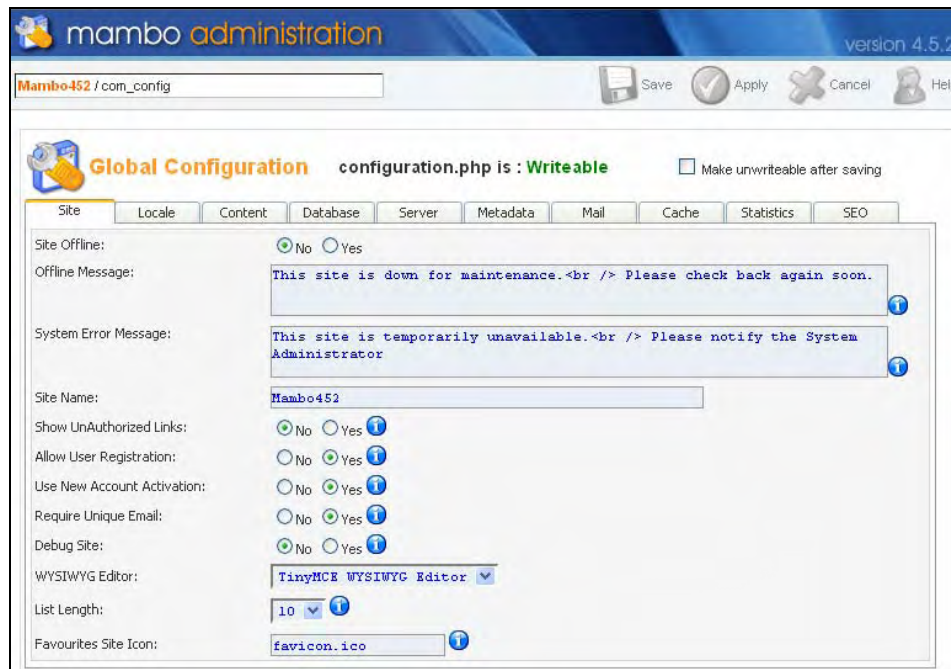 mambo administration
version 4.5.2
Mambo452 / com_config
Save Apply Cancel Hel
Global Configuration configuration.php is : Writeable Make unwriteable after saving
Site Locale Content Database Server Metadata Mail Cache Statistics SEO
Site Offline: No Yes
Offline Message: This site is down for maintenance.<br /> Please check back again soon.
System Error Message: This site is temporarily unavailable.<br /> Please notify the System
Administrator
Site Name: Mambo452
Show UnAuthorized Links: No Yes
Allow User Registration: No Yes
Use New Account Activation: No Yes
Require Unique Email: No Yes
Debug Site: No Yes
WYSIWYG Editor: TinyMCE WYSIWYG Editor
List Length: 10
Favourites Site Icon: favicon.ico